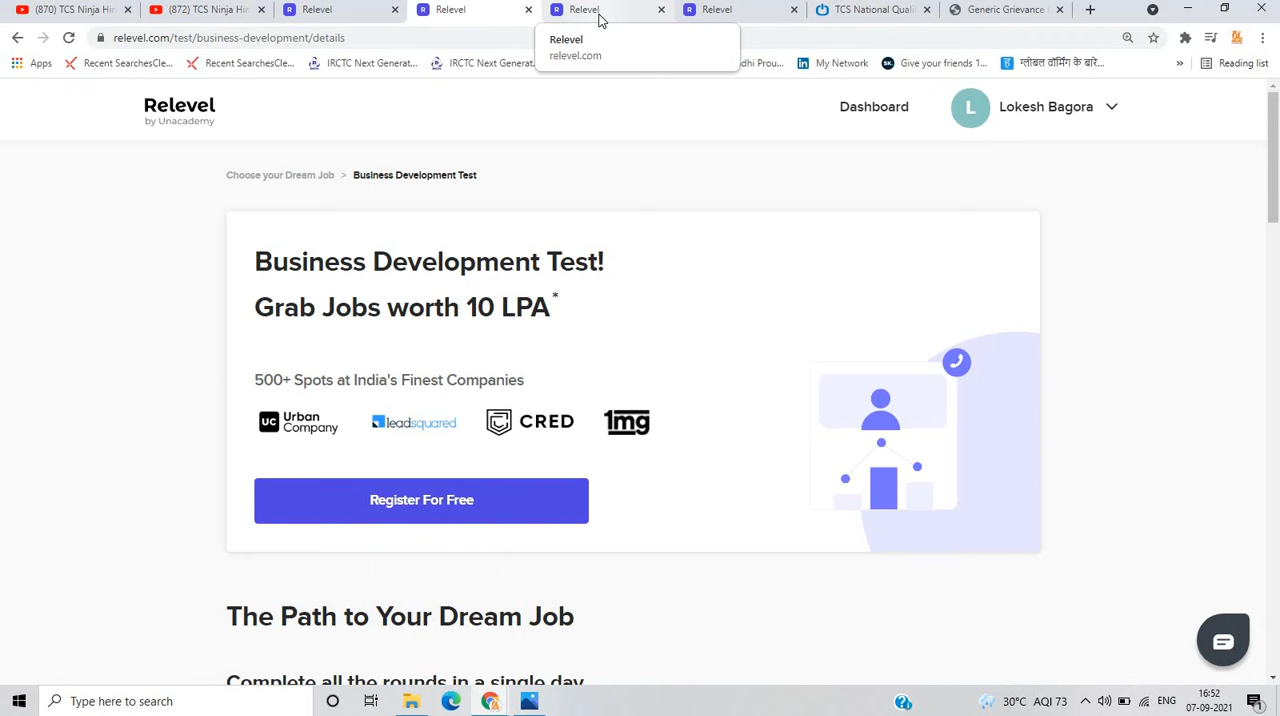 (870) TCS Ninja Hir
(872) TCS Ninja Hir
Relevel
Relevel
Relevel
Relevel
TCS National Quali
Generic Grievance
relevel.com/test/business-development/details
Relevel
relevel.com
Apps
Recent SearchesCle...
Recent SearchesCle...
IRCTC Next Generat...
IRCTC Next Generat
dhi Prou...
My Network
Give your friends 1...
ग्लोबल वॉर्मिंग के बारे...
»
Reading list
Relevel
by Unacademy
Dashboard
L
Lokesh Bagora
Choose your Dream Job > Business Development Test
Business Development Test!
Grab Jobs worth 10 LPA*
500+ Spots at India's Finest Companies
UC Urban Company
leadsquared
CRED
1mg
Register For Free
The Path to Your Dream Job
Complete all the rounds in a single day
Type here to search
30°C AQI 73
ENG
16:52
07-09-2021
1